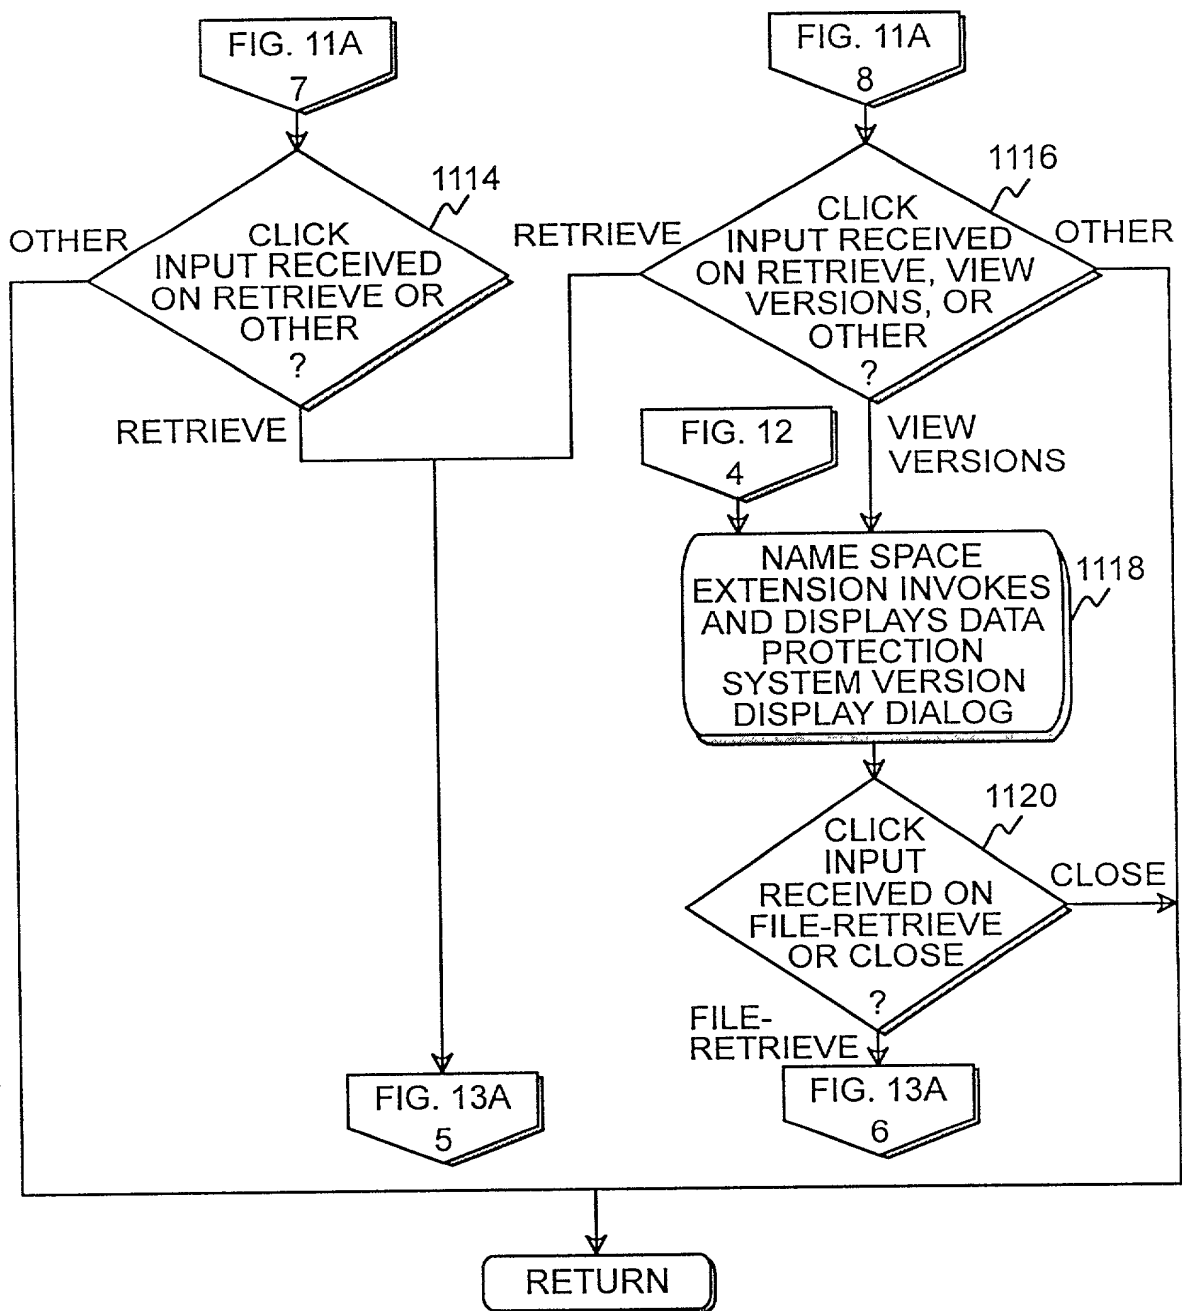 FIG. 11A
7
FIG. 11A
8
1114
1116
OTHER
CLICK
INPUT RECEIVED
ON RETRIEVE OR
OTHER
?
RETRIEVE
RETRIEVE
CLICK
INPUT RECEIVED
ON RETRIEVE, VIEW
VERSIONS, OR
OTHER
?
OTHER
FIG. 12
4
VIEW
VERSIONS
NAME SPACE
EXTENSION INVOKES
AND DISPLAYS DATA
PROTECTION
SYSTEM VERSION
DISPLAY DIALOG
1118
1120
CLICK
INPUT
RECEIVED ON
FILE-RETRIEVE
OR CLOSE
?
CLOSE
FILE-
RETRIEVE
FIG. 13A
5
FIG. 13A
6
RETURN